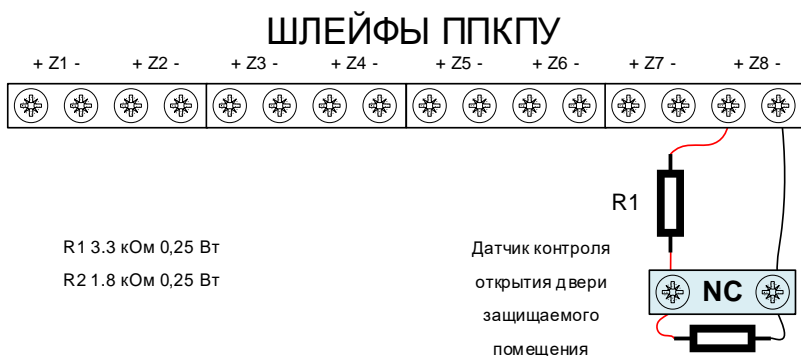 ШЛЕЙФЫ ППКПУ
+ Z1 - + Z2 - + Z3 - + Z4 - + Z5 - + Z6 - + Z7 - + Z8 -
R1
R1 3.3 кОм 0,25 Вт
R2 1.8 кОм 0,25 Вт
Датчик контроля
открытия двери
защищаемого
помещения
NC